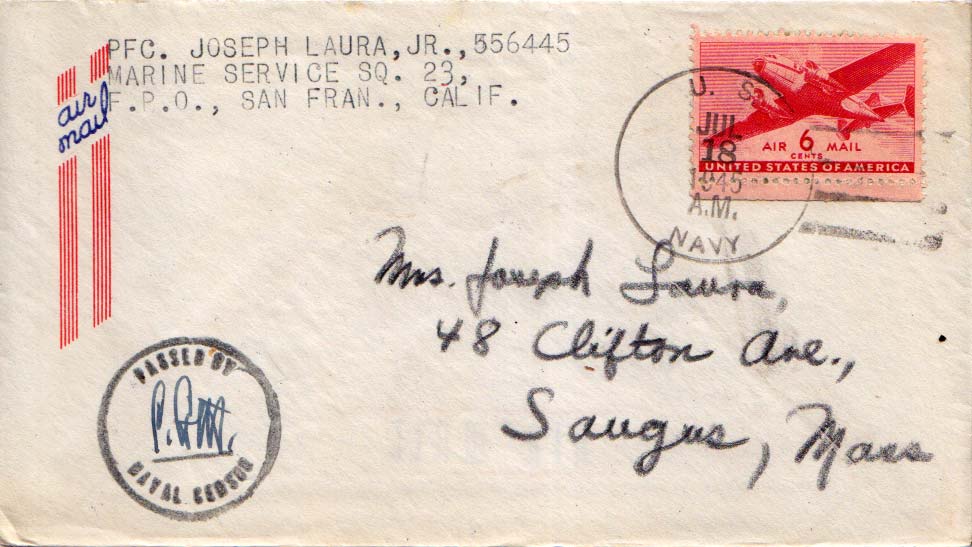 PFC. JOSEPH LAURA, JR., 556445
MARINE SERVICE SQ. 23,
F.P.O., SAN FRAN., CALIF.
air
mail
U. S.
JUL
18
1945
A.M.
NAVY
AIR 6 MAIL
CENTS
UNITED STATES OF AMERICA
Mrs. Joseph Laura,
48 Clifton Ave.,
Saugus, Mass
PASSED BY
NAVAL CENSOR